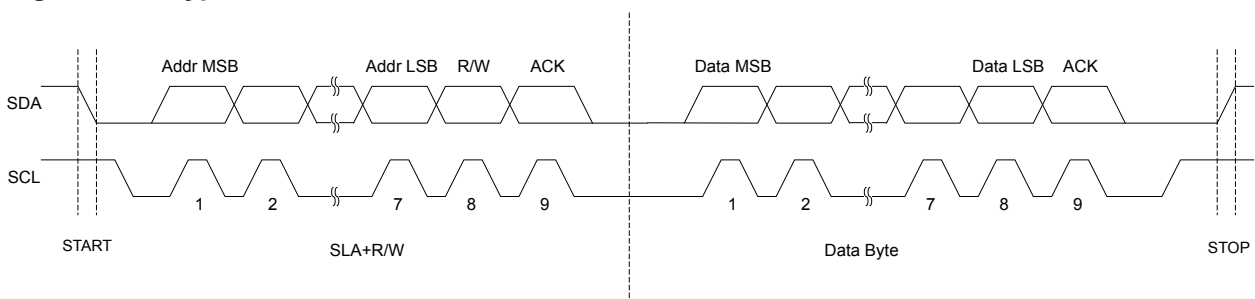 Addr MSB Addr LSB R/W ACK Data MSB Data LSB ACK
SDA
SCL
1 2 7 8 9 1 2 7 8 9
START SLA+R/W Data Byte STOP